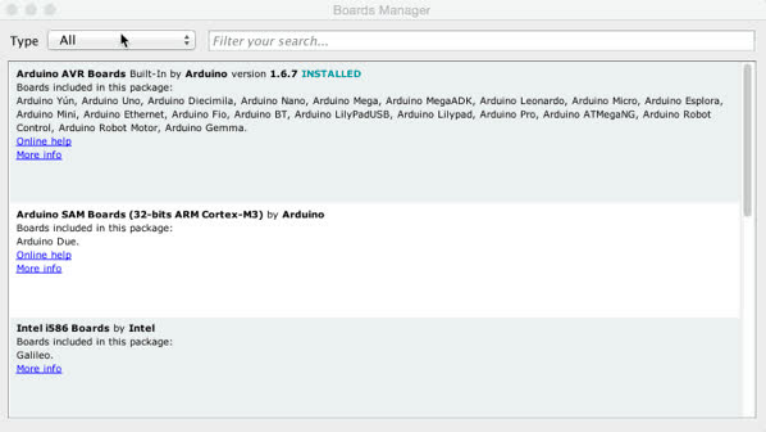 Boards Manager
Type All Filter your search...
Arduino AVR Boards Built-In by Arduino version 1.6.7 INSTALLED
Boards included in this package:
Arduino Yún, Arduino Uno, Arduino Diecimila, Arduino Nano, Arduino Mega, Arduino MegaADK, Arduino Leonardo, Arduino Micro, Arduino Esplora,
Arduino Mini, Arduino Ethernet, Arduino Fio, Arduino BT, Arduino LilyPadUSB, Arduino Lilypad, Arduino Pro, Arduino ATMegaNG, Arduino Robot
Control, Arduino Robot Motor, Arduino Gemma.
Online help
More info
Arduino SAM Boards (32-bits ARM Cortex-M3) by Arduino
Boards included in this package:
Arduino Due.
Online help
More info
Intel i586 Boards by Intel
Boards included in this package:
Galileo.
More info